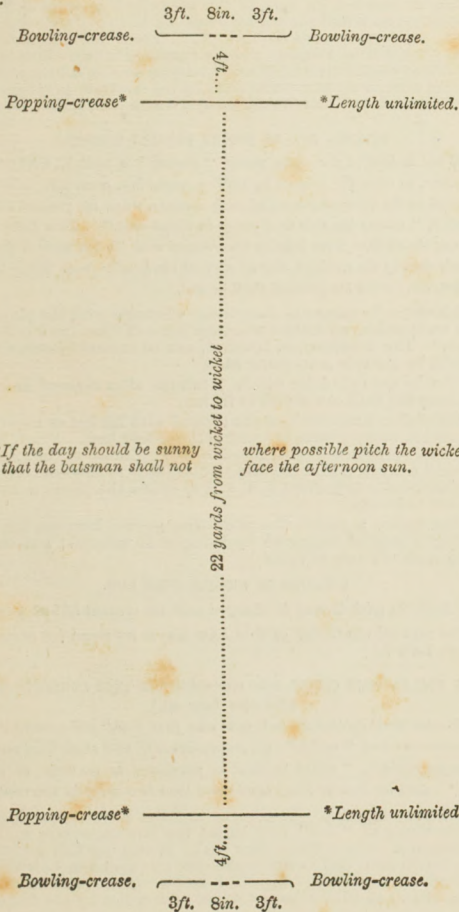 3ft. 8in. 3ft.
Bowling-crease. Bowling-crease.
4ft.
Popping-crease* *Length unlimited.
22 yards from wicket to wicket
If the day should be sunny where possible pitch the wicke
that the batsman shall not face the afternoon sun.
Popping-crease* *Length unlimited
4ft.
Bowling-crease. Bowling-crease.
3ft. 8in. 3ft.